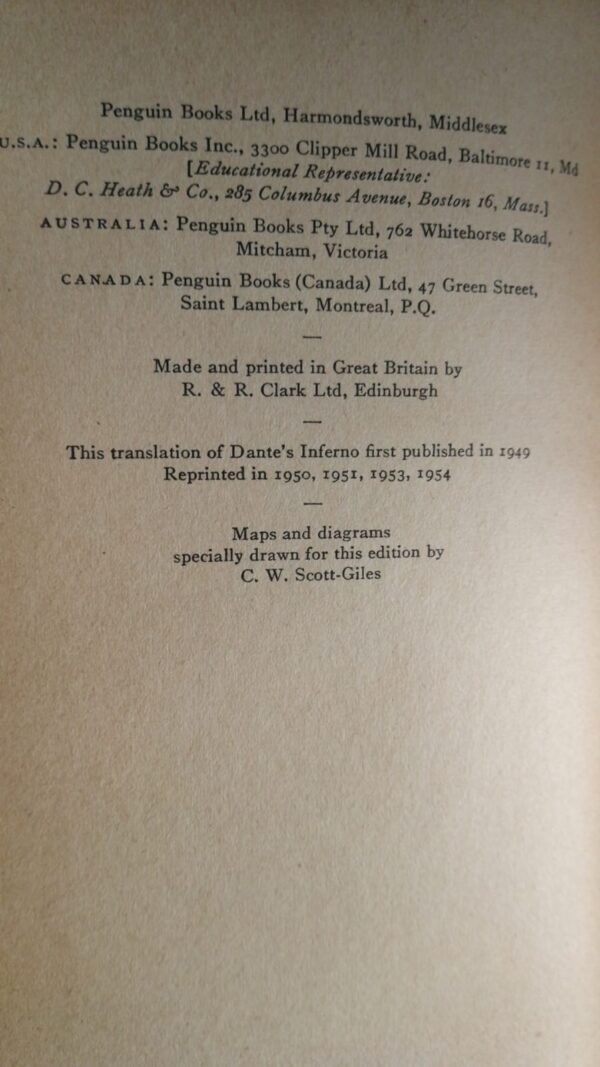 Penguin Books Ltd, Harmondsworth, Middlesex
U.S.A.: Penguin Books Inc., 3300 Clipper Mill Road, Baltimore 11, Md
[Educational Representative:
D. C. Heath & Co., 285 Columbus Avenue, Boston 16, Mass.]
AUSTRALIA: Penguin Books Pty Ltd, 762 Whitehorse Road,
Mitcham, Victoria
CANADA: Penguin Books (Canada) Ltd, 47 Green Street,
Saint Lambert, Montreal, P.Q.
—
Made and printed in Great Britain by
R. & R. Clark Ltd, Edinburgh
—
This translation of Dante's Inferno first published in 1949
Reprinted in 1950, 1951, 1953, 1954
—
Maps and diagrams
specially drawn for this edition by
C. W. Scott-Giles